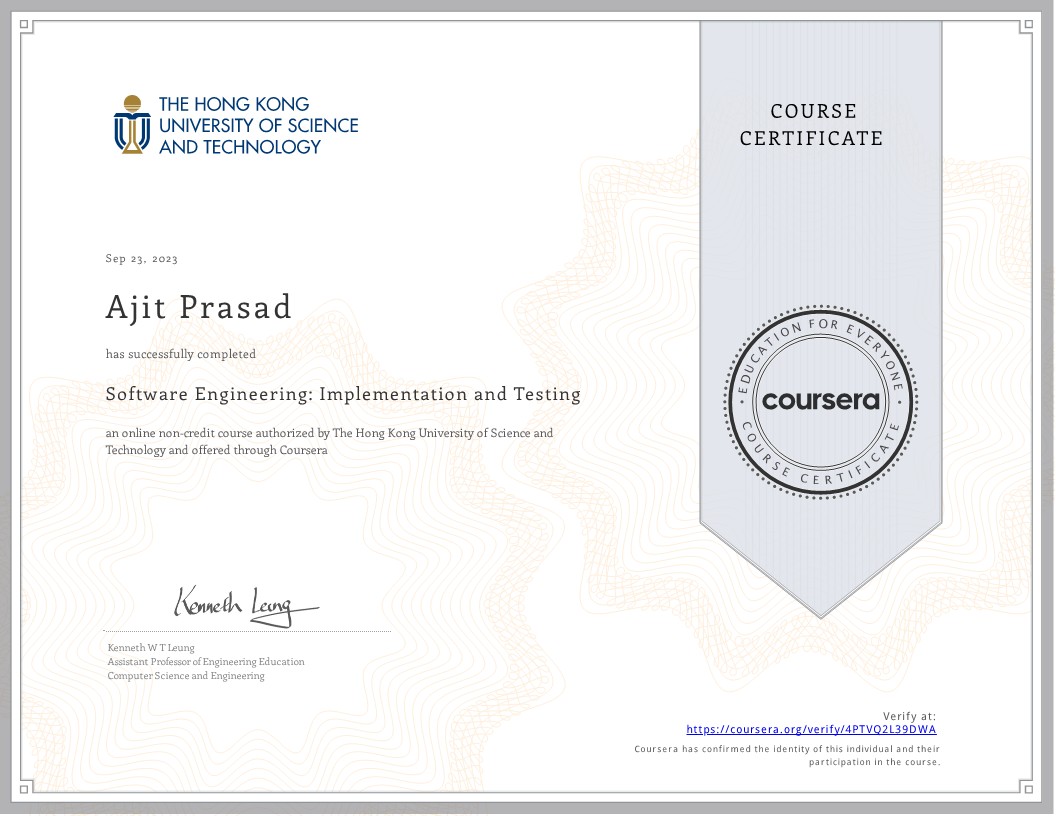 THE HONG KONG
UNIVERSITY OF SCIENCE
AND TECHNOLOGY
COURSE
CERTIFICATE
Sep 23, 2023
Ajit Prasad
has successfully completed
Software Engineering: Implementation and Testing
an online non-credit course authorized by The Hong Kong University of Science and
Technology and offered through Coursera
EDUCATION FOR EVERYONE
coursera
COURSE CERTIFICATE
Kenneth Leung
Kenneth W T Leung
Assistant Professor of Engineering Education
Computer Science and Engineering
Verify at:
https://coursera.org/verify/4PTVQ2L39DWA
Coursera has confirmed the identity of this individual and their
participation in the course.